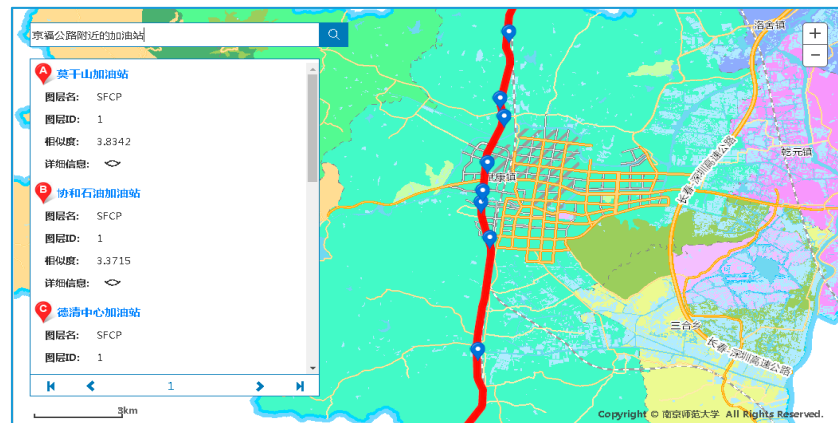 京福公路附近的加油站
A 莫干山加油站
图层名: SFCP
图层ID: 1
相似度: 3.8342
详细信息:
B 协和石油加油站
图层名: SFCP
图层ID: 1
相似度: 3.3715
详细信息:
C 德清中心加油站
图层名: SFCP
图层ID: 1
1
3km
洛舍镇
+
−
乾元镇
长春-深圳高速公路
武康镇
三合乡
长春-深圳高速公路
Copyright © 南京师范大学 All Rights Reserved.